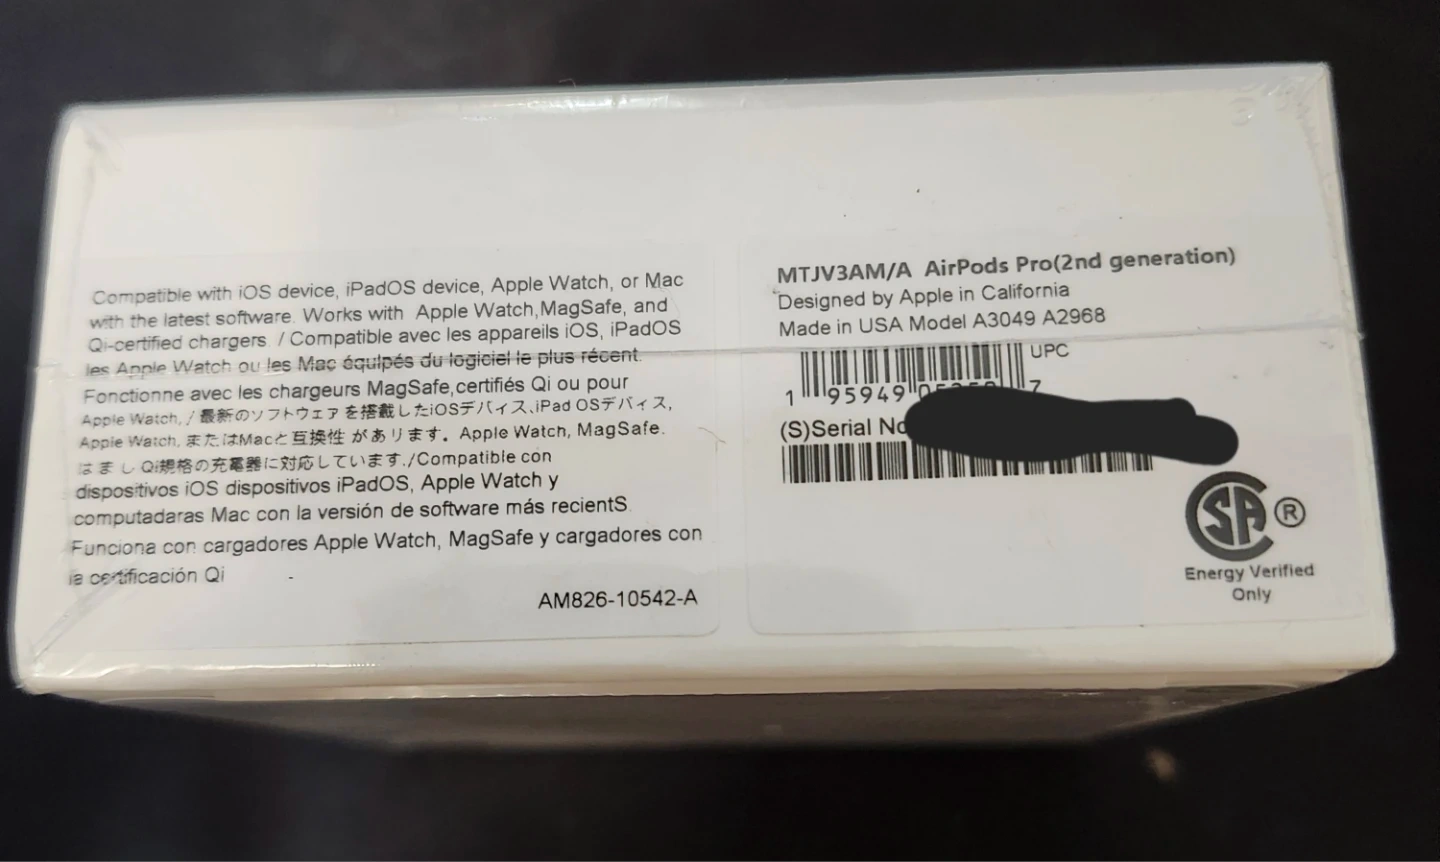 Compatible with iOS device, iPadOS device, Apple Watch, or Mac
with the latest software. Works with Apple Watch,MagSafe, and
Qi-certified chargers. / Compatible avec les appareils iOS, iPadOS
les Apple Watch ou les Mac équipés du logiciel le plus récent.
Fonctionne avec les chargeurs MagSafe,certifiés Qi ou pour
Apple Watch, / 最新のソフトウェアを搭載したiOSデバイス、iPad OSデバイス,
Apple Watch, またはMacと互換性 があります。Apple Watch, MagSafe.
はまし Qi規格の充電器に対応しています./Compatible con
dispositivos iOS dispositivos iPadOS, Apple Watch y
computadaras Mac con la versión de software más recientS
Funciona con cargadores Apple Watch, MagSafe y cargadores con
la certificación Qi
AM826-10542-A
MTJV3AM/A AirPods Pro(2nd generation)
Designed by Apple in California
Made in USA Model A3049 A2968
UPC
1 95949 7
(S)Serial No
SA ®
Energy Verified
Only